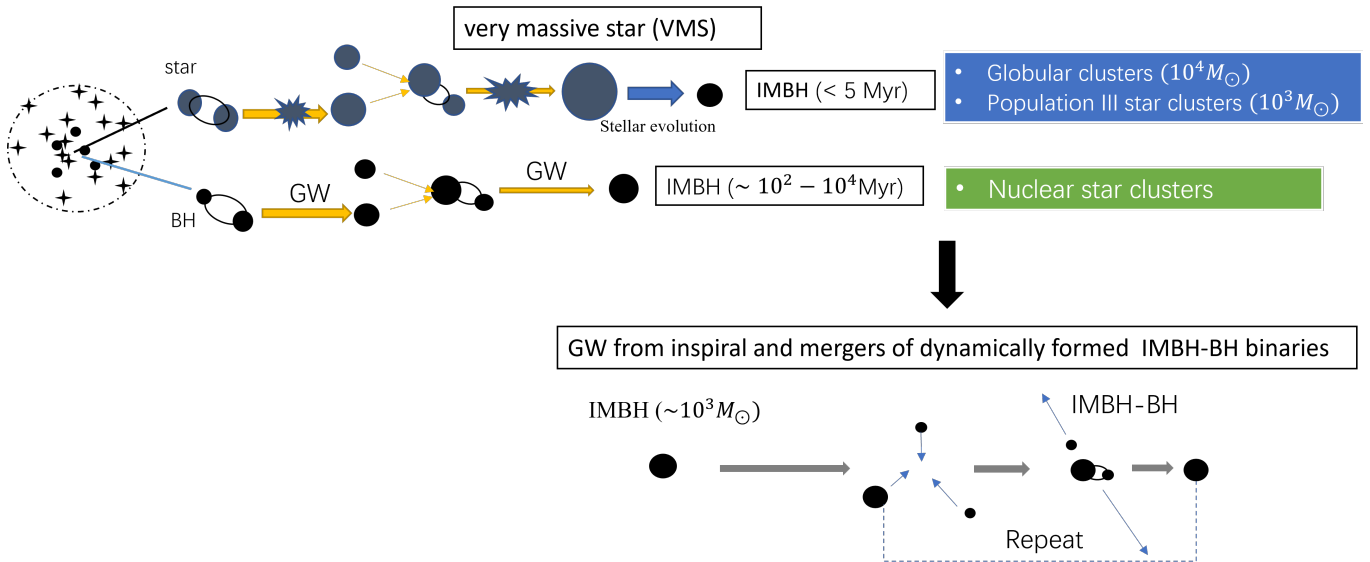 very massive star (VMS)
star
IMBH (< 5 Myr)
• Globular clusters (10⁴M☉)
• Population III star clusters (10³M☉)
Stellar evolution
GW
GW
IMBH (~ 10² − 10⁴Myr)
• Nuclear star clusters
BH
GW from inspiral and mergers of dynamically formed IMBH-BH binaries
IMBH (~10³M☉)
IMBH-BH
Repeat